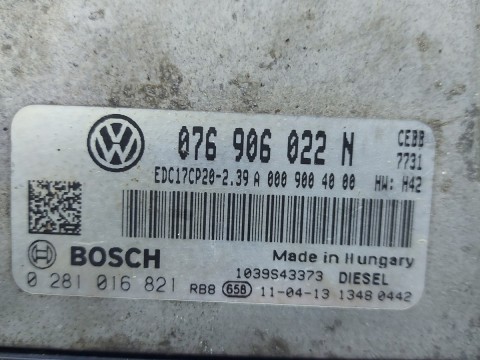 076 906 022 N CEBB
7731
EDC17CP20-2.39 A 000 900 40 00 HW: H42
BOSCH Made in Hungary
1039S43373 DIESEL
0 281 016 821 RB8 658 11-04-13 1348 0442